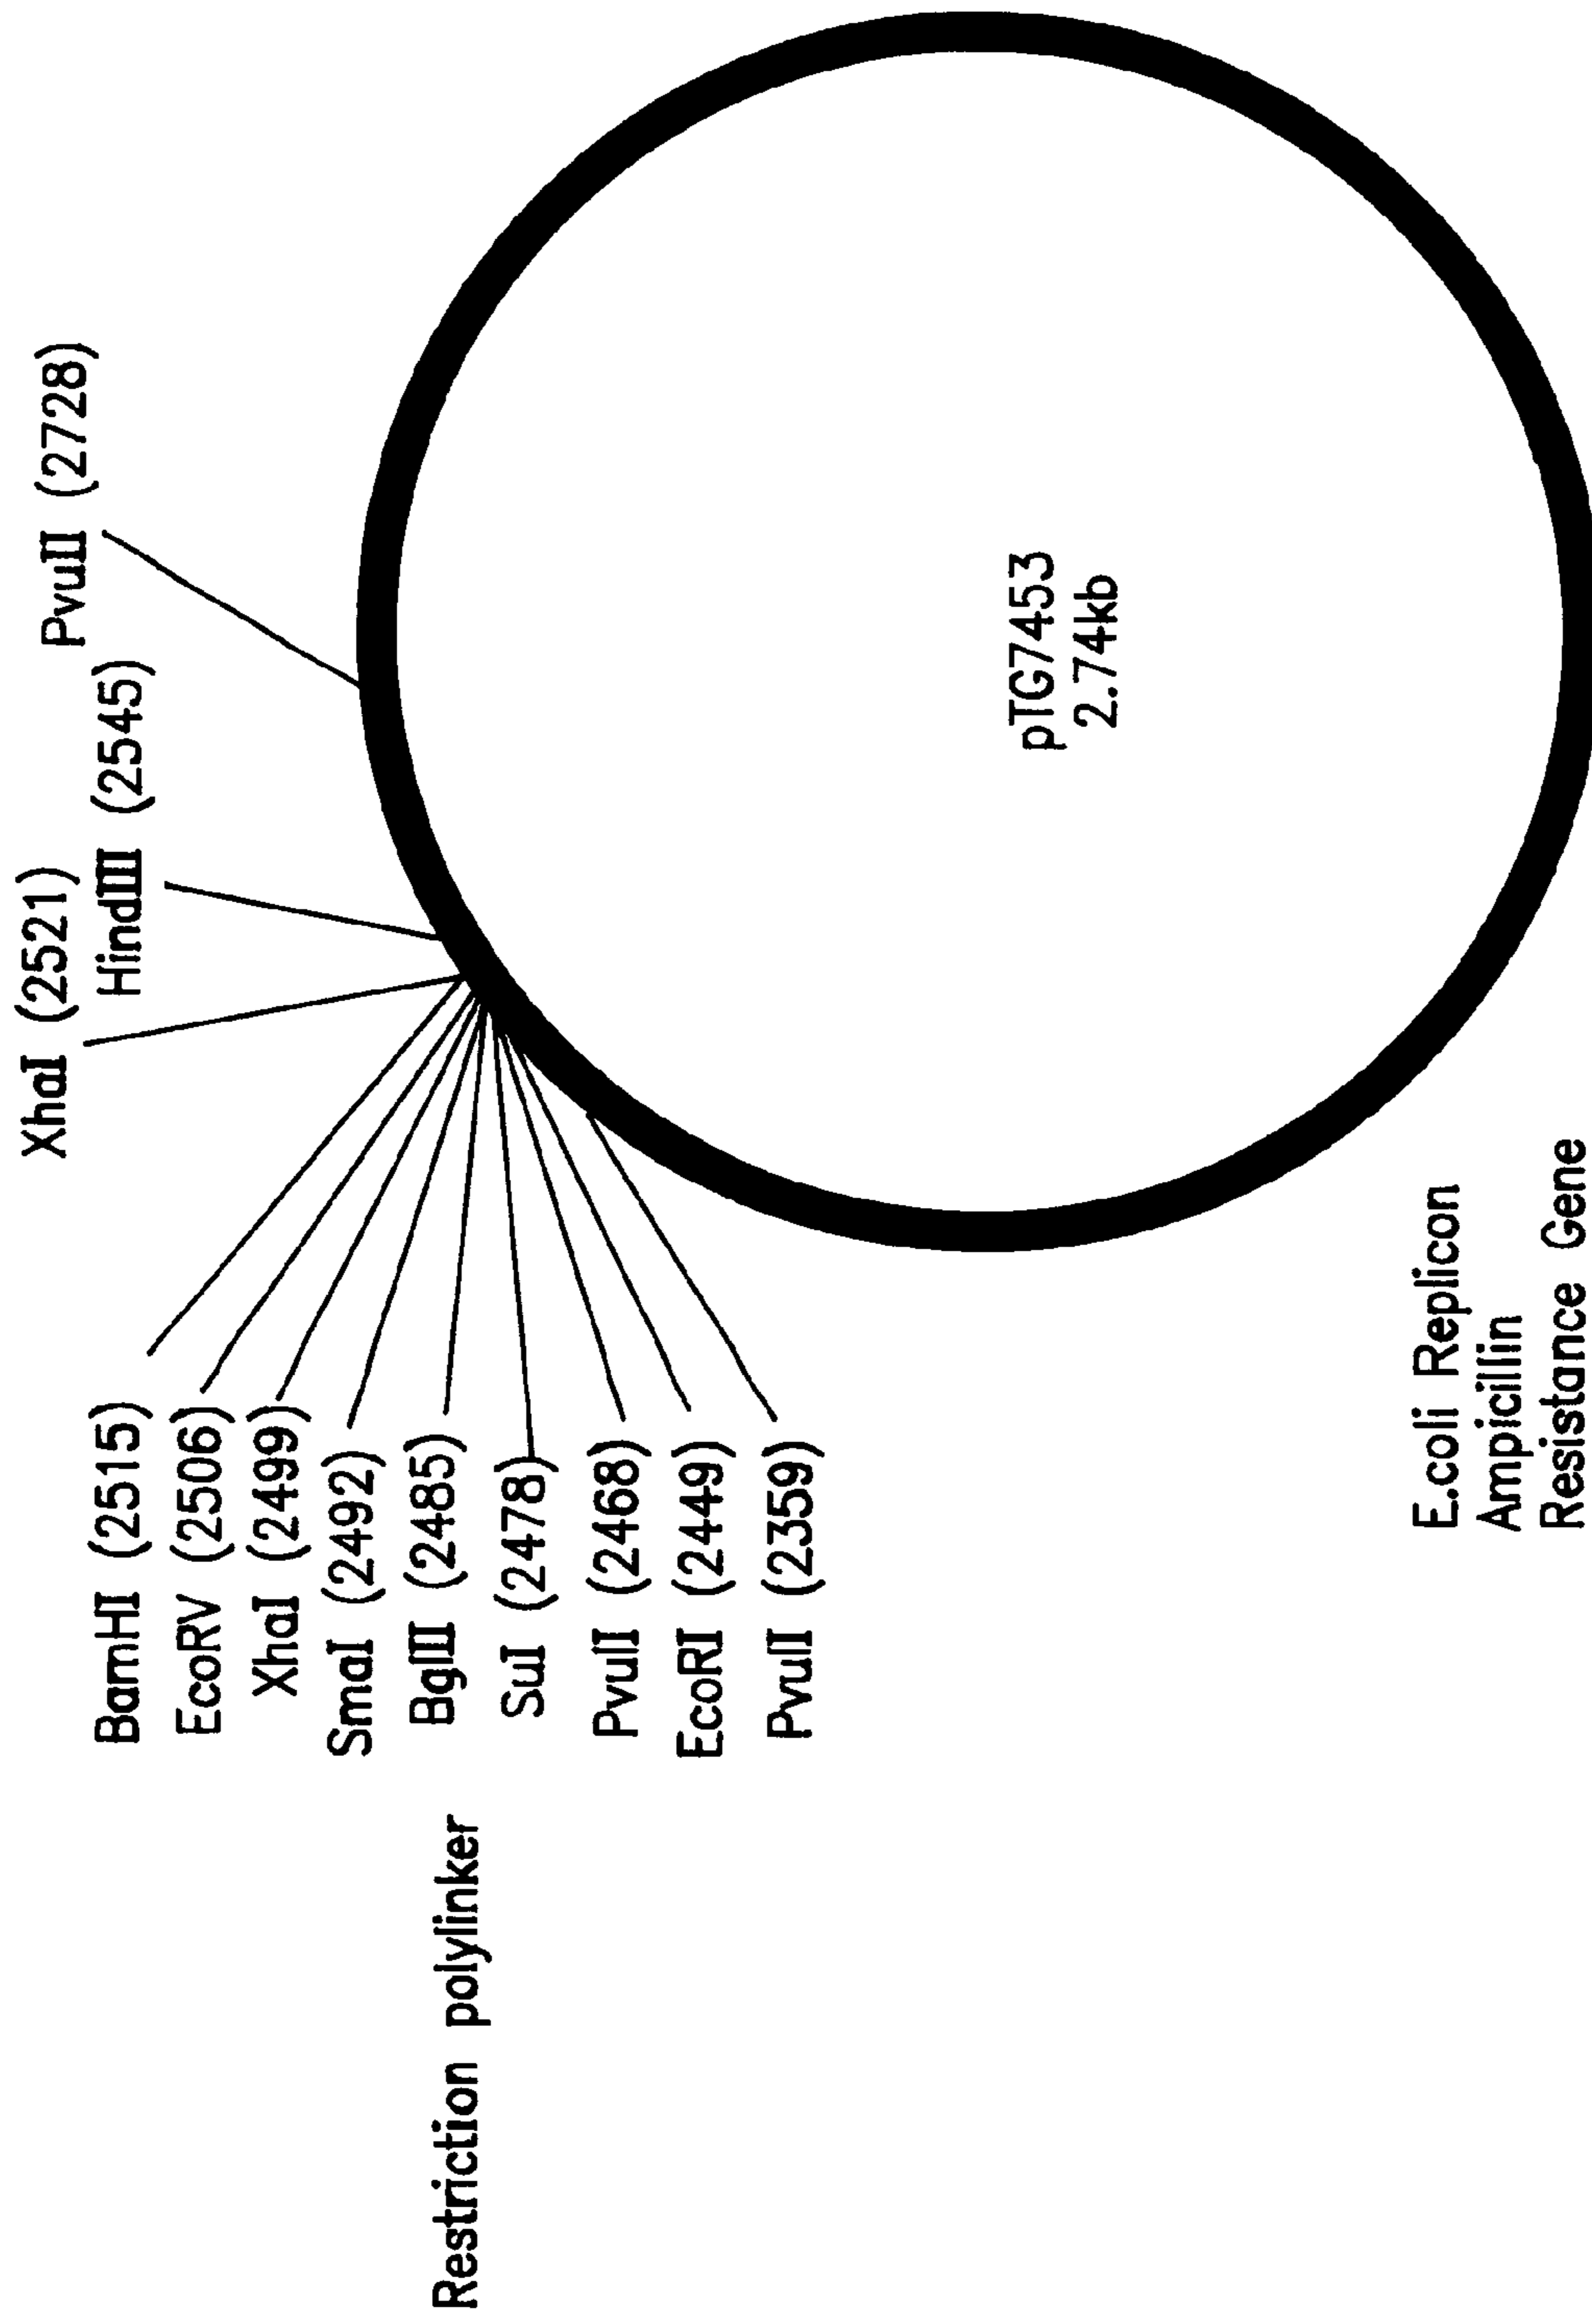 XhaI (2521)
PvuII (2728)
HindIII (2545)
BamHI (2515)
EcoRV (2506)
XhaI (2499)
SmaI (2492)
BglII (2485)
SuI (2478)
PvuII (2468)
EcoRI (2449)
PvuII (2359)
Restriction polylinker
pTG7453
2.74kb
E.coli Replicon
Ampicillin
Resistance Gene